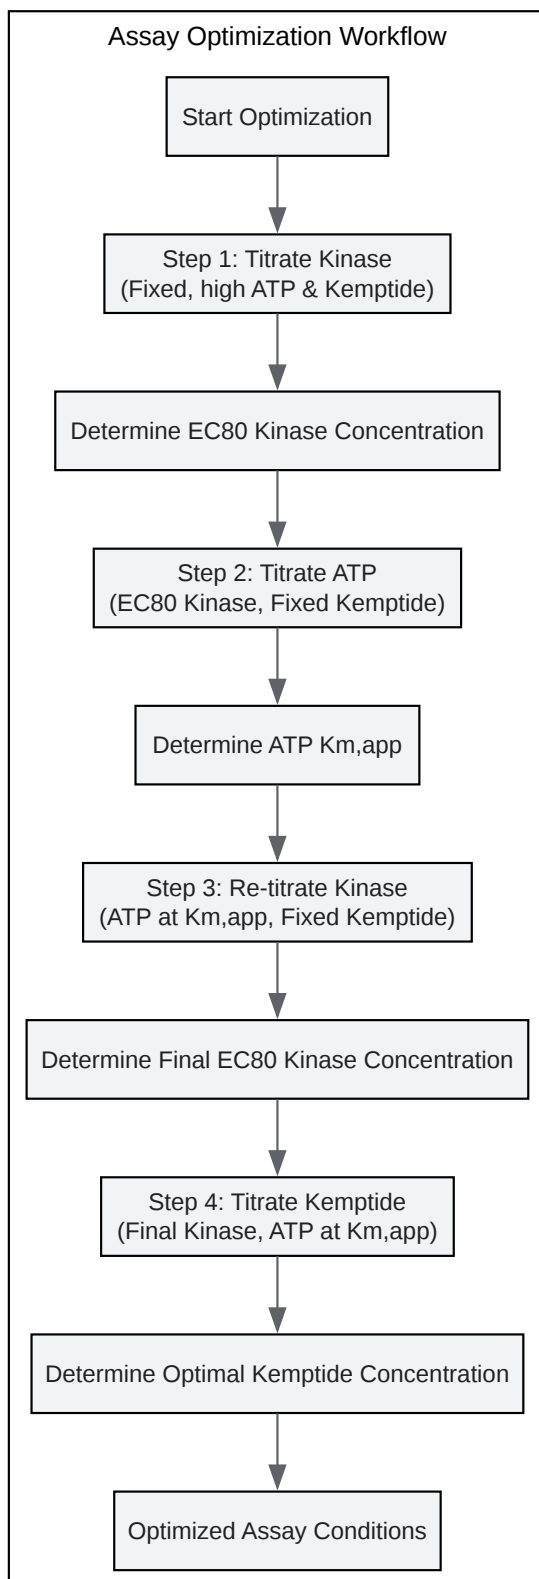 Assay Optimization Workflow
Start Optimization
Step 1: Titrate Kinase
(Fixed, high ATP & Kemptide)
Determine EC80 Kinase Concentration
Step 2: Titrate ATP
(EC80 Kinase, Fixed Kemptide)
Determine ATP Km,app
Step 3: Re-titrate Kinase
(ATP at Km,app, Fixed Kemptide)
Determine Final EC80 Kinase Concentration
Step 4: Titrate Kemptide
(Final Kinase, ATP at Km,app)
Determine Optimal Kemptide Concentration
Optimized Assay Conditions